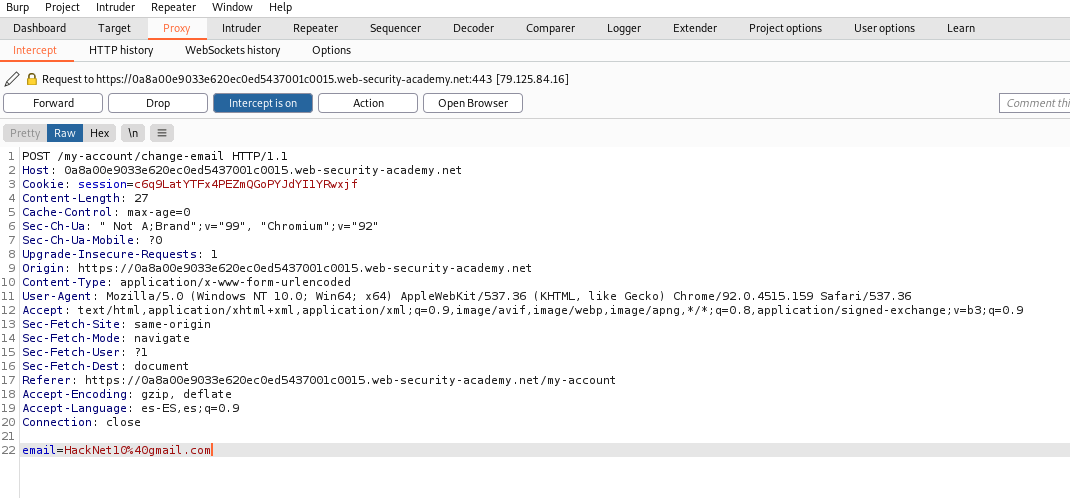 Burp Project Intruder Repeater Window Help
Dashboard Target Proxy Intruder Repeater Sequencer Decoder Comparer Logger Extender Project options User options Learn
Intercept HTTP history WebSockets history Options
Request to https://0a8a00e9033e620ec0ed5437001c0015.web-security-academy.net:443 [79.125.84.16]
Forward Drop Intercept is on Action Open Browser Comment thi
Pretty Raw Hex \n
1 POST /my-account/change-email HTTP/1.1
2 Host: 0a8a00e9033e620ec0ed5437001c0015.web-security-academy.net
3 Cookie: session=c6q9LatYTFx4PEZmQGoPYJdYI1YRwxjf
4 Content-Length: 27
5 Cache-Control: max-age=0
6 Sec-Ch-Ua: " Not A;Brand";v="99", "Chromium";v="92"
7 Sec-Ch-Ua-Mobile: ?0
8 Upgrade-Insecure-Requests: 1
9 Origin: https://0a8a00e9033e620ec0ed5437001c0015.web-security-academy.net
10 Content-Type: application/x-www-form-urlencoded
11 User-Agent: Mozilla/5.0 (Windows NT 10.0; Win64; x64) AppleWebKit/537.36 (KHTML, like Gecko) Chrome/92.0.4515.159 Safari/537.36
12 Accept: text/html,application/xhtml+xml,application/xml;q=0.9,image/avif,image/webp,image/apng,*/*;q=0.8,application/signed-exchange;v=b3;q=0.9
13 Sec-Fetch-Site: same-origin
14 Sec-Fetch-Mode: navigate
15 Sec-Fetch-User: ?1
16 Sec-Fetch-Dest: document
17 Referer: https://0a8a00e9033e620ec0ed5437001c0015.web-security-academy.net/my-account
18 Accept-Encoding: gzip, deflate
19 Accept-Language: es-ES,es;q=0.9
20 Connection: close
21
22 email=HackNet10%40gmail.com